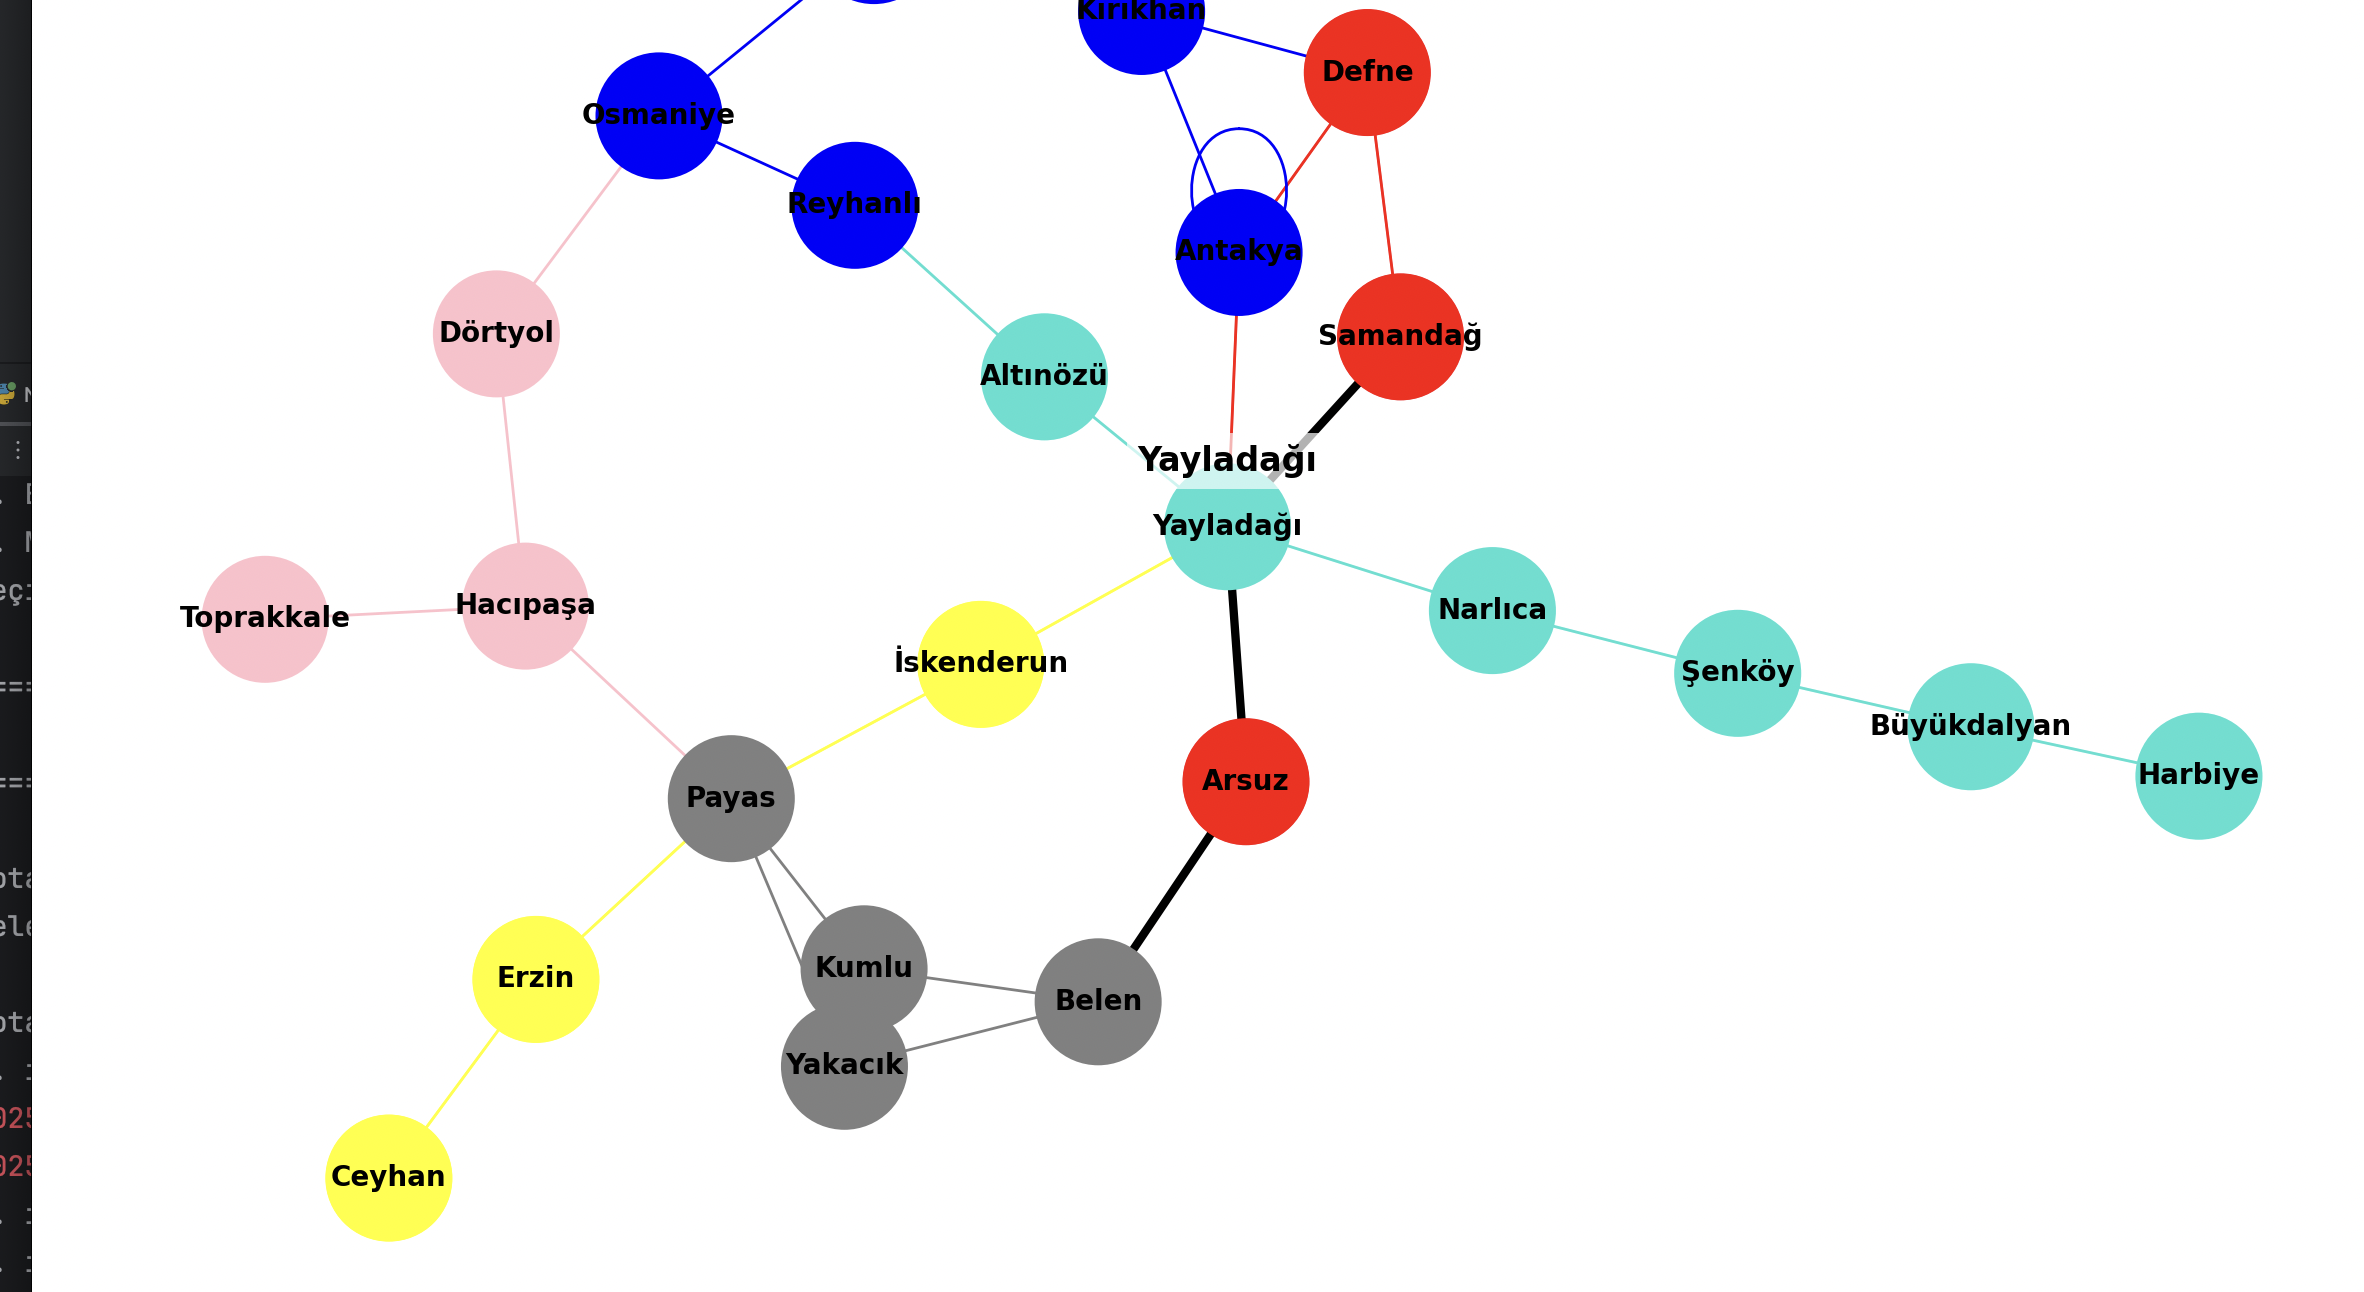 Kırıkhan
Defne
Osmaniye
Reyhanlı
Antakya
Dörtyol
Samandağ
Altınözü
Yayladağı
Yayladağı
Toprakkale
Hacıpaşa
Narlıca
İskenderun
Şenköy
Büyükdalyan
Harbiye
Payas
Arsuz
Erzin
Kumlu
Belen
Yakacık
Ceyhan